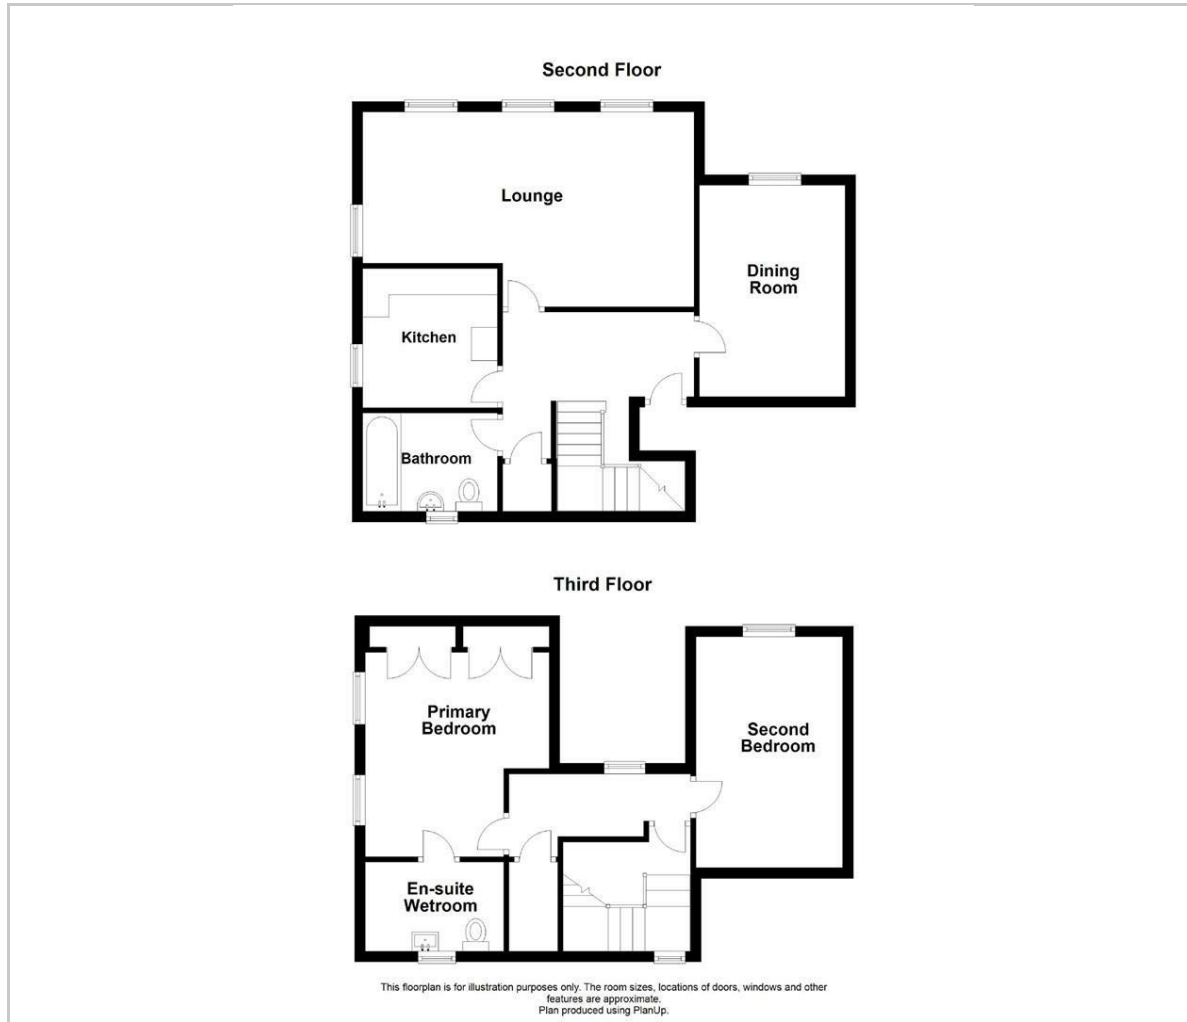 Second Floor
Lounge
Dining
Room
Kitchen
Bathroom
Third Floor
Primary
Bedroom
Second
Bedroom
En-suite
Wetroom
This floorplan is for illustration purposes only. The room sizes, locations of doors, windows and other
features are approximate.
Plan produced using PlanUp.